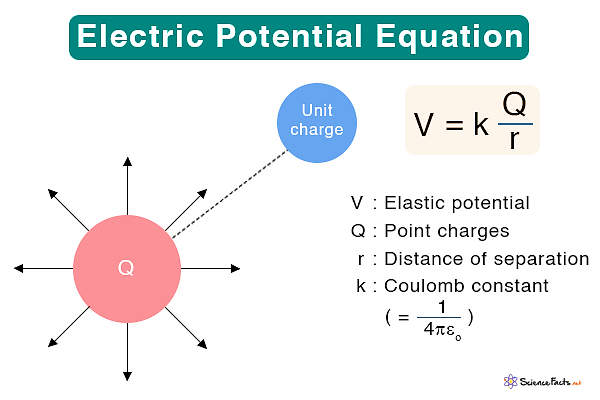 Electric Potential Equation
Unit
charge
V = k Q/r
Q
V : Elastic potential
Q : Point charges
r : Distance of separation
k : Coulomb constant
( = 1/4πε₀ )
ScienceFacts.net